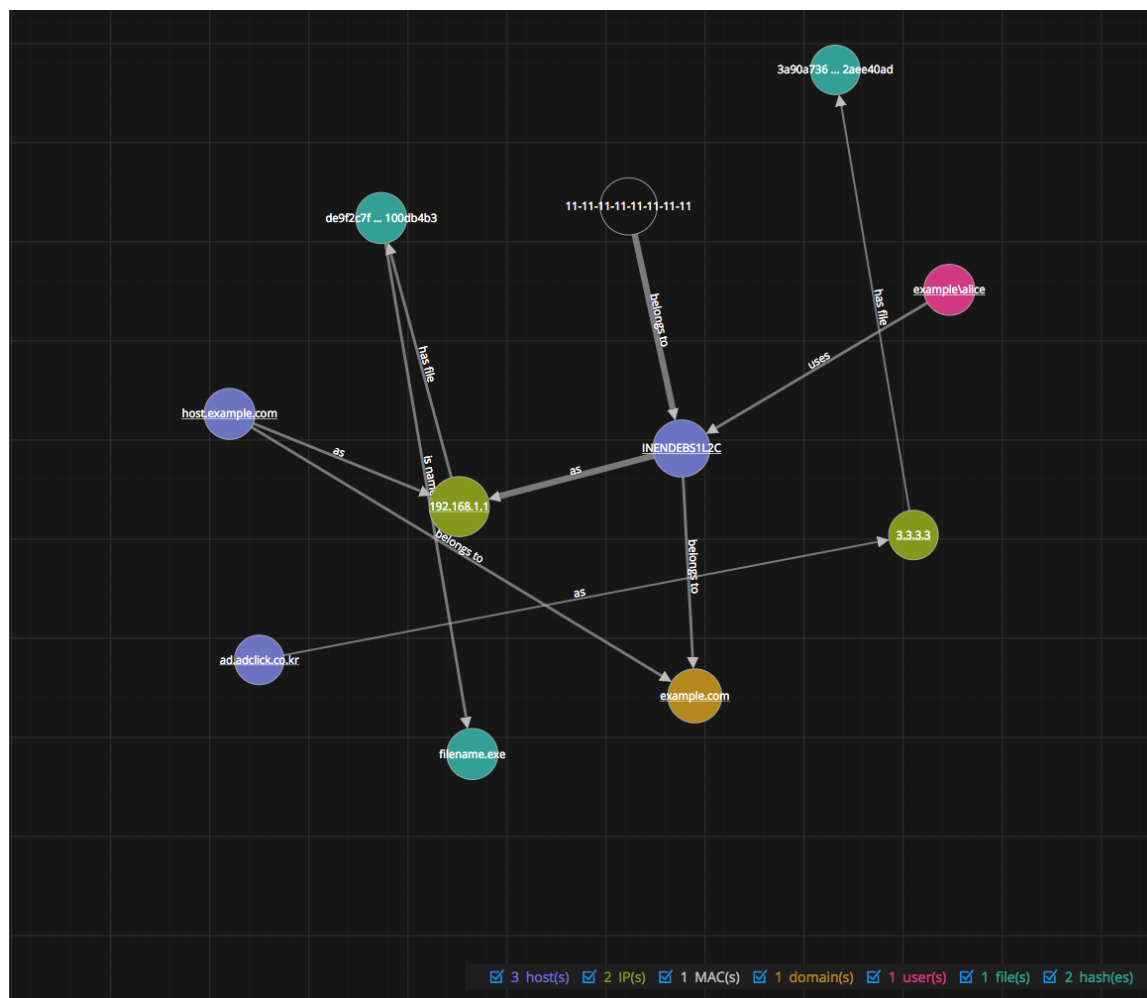 3a90a736 ... 2aee40ad
11-11-11-11-11-11-11-11
de9f2c7f ... 100db4b3
example\alice
has file
belongs to
uses
has file
host.example.com
as
INENDEBS1L2C
is name
as
192.168.1.1
3.3.3.3
belongs to
belongs to
as
ad.adclick.co.kr
example.com
filename.exe
3 host(s) 2 IP(s) 1 MAC(s) 1 domain(s) 1 user(s) 1 file(s) 2 hash(es)